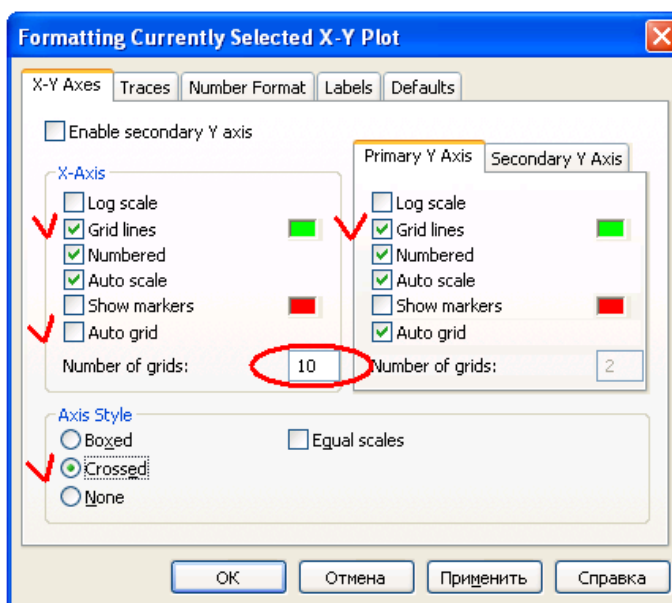 Formatting Currently Selected X-Y Plot
X-Y Axes Traces Number Format Labels Defaults
Enable secondary Y axis
X-Axis
Log scale
Grid lines
Numbered
Auto scale
Show markers
Auto grid
Number of grids: 10
Primary Y Axis Secondary Y Axis
Log scale
Grid lines
Numbered
Auto scale
Show markers
Auto grid
Number of grids: 2
Axis Style
Boxed
Equal scales
Crossed
None
ОК Отмена Применить Справка